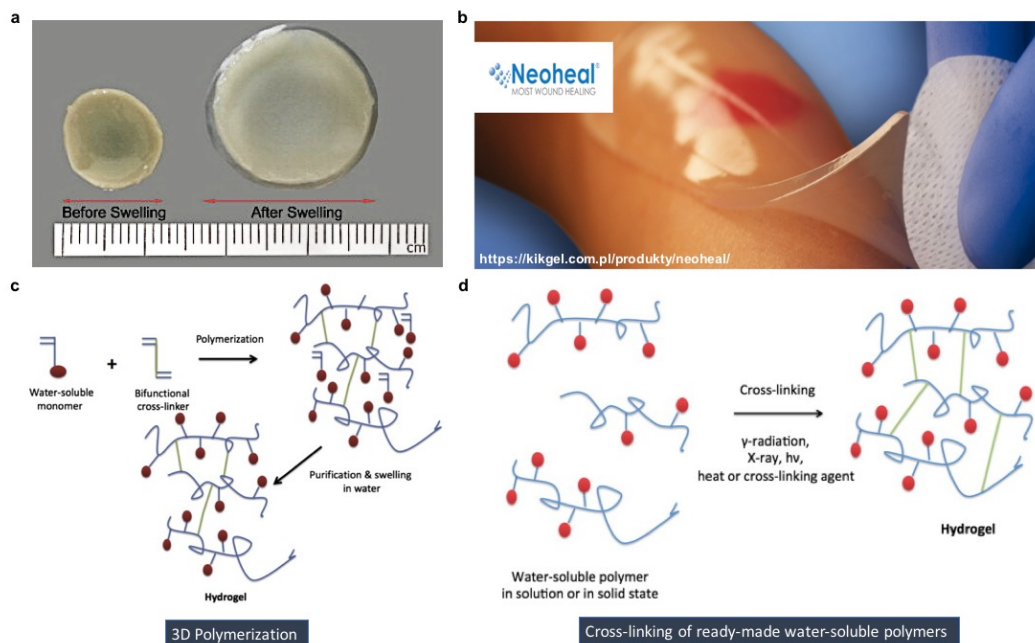 a
Before Swelling
After Swelling
cm
b
Neoheal®
MOIST WOUND HEALING
https://kikgel.com.pl/produkty/neoheal/
c
Water-soluble
monomer
+
Bifunctional
cross-linker
Polymerization
Purification & swelling
in water
Hydrogel
3D Polymerization
d
Water-soluble polymer
in solution or in solid state
Cross-linking
γ-radiation,
X-ray, hν,
heat or cross-linking agent
Hydrogel
Cross-linking of ready-made water-soluble polymers